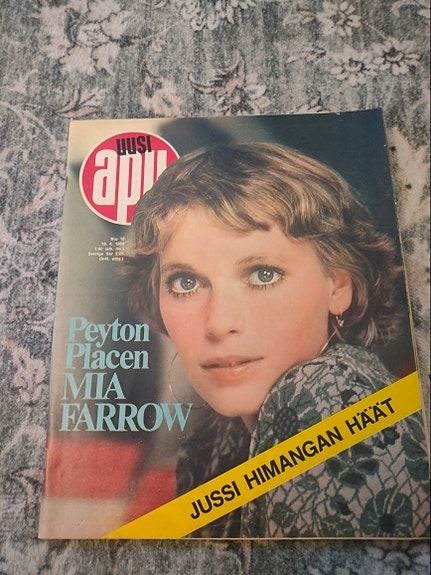 uusi
apu
Peyton
Placen
MIA
FARROW
JUSSI HIMANGAN HÄÄT